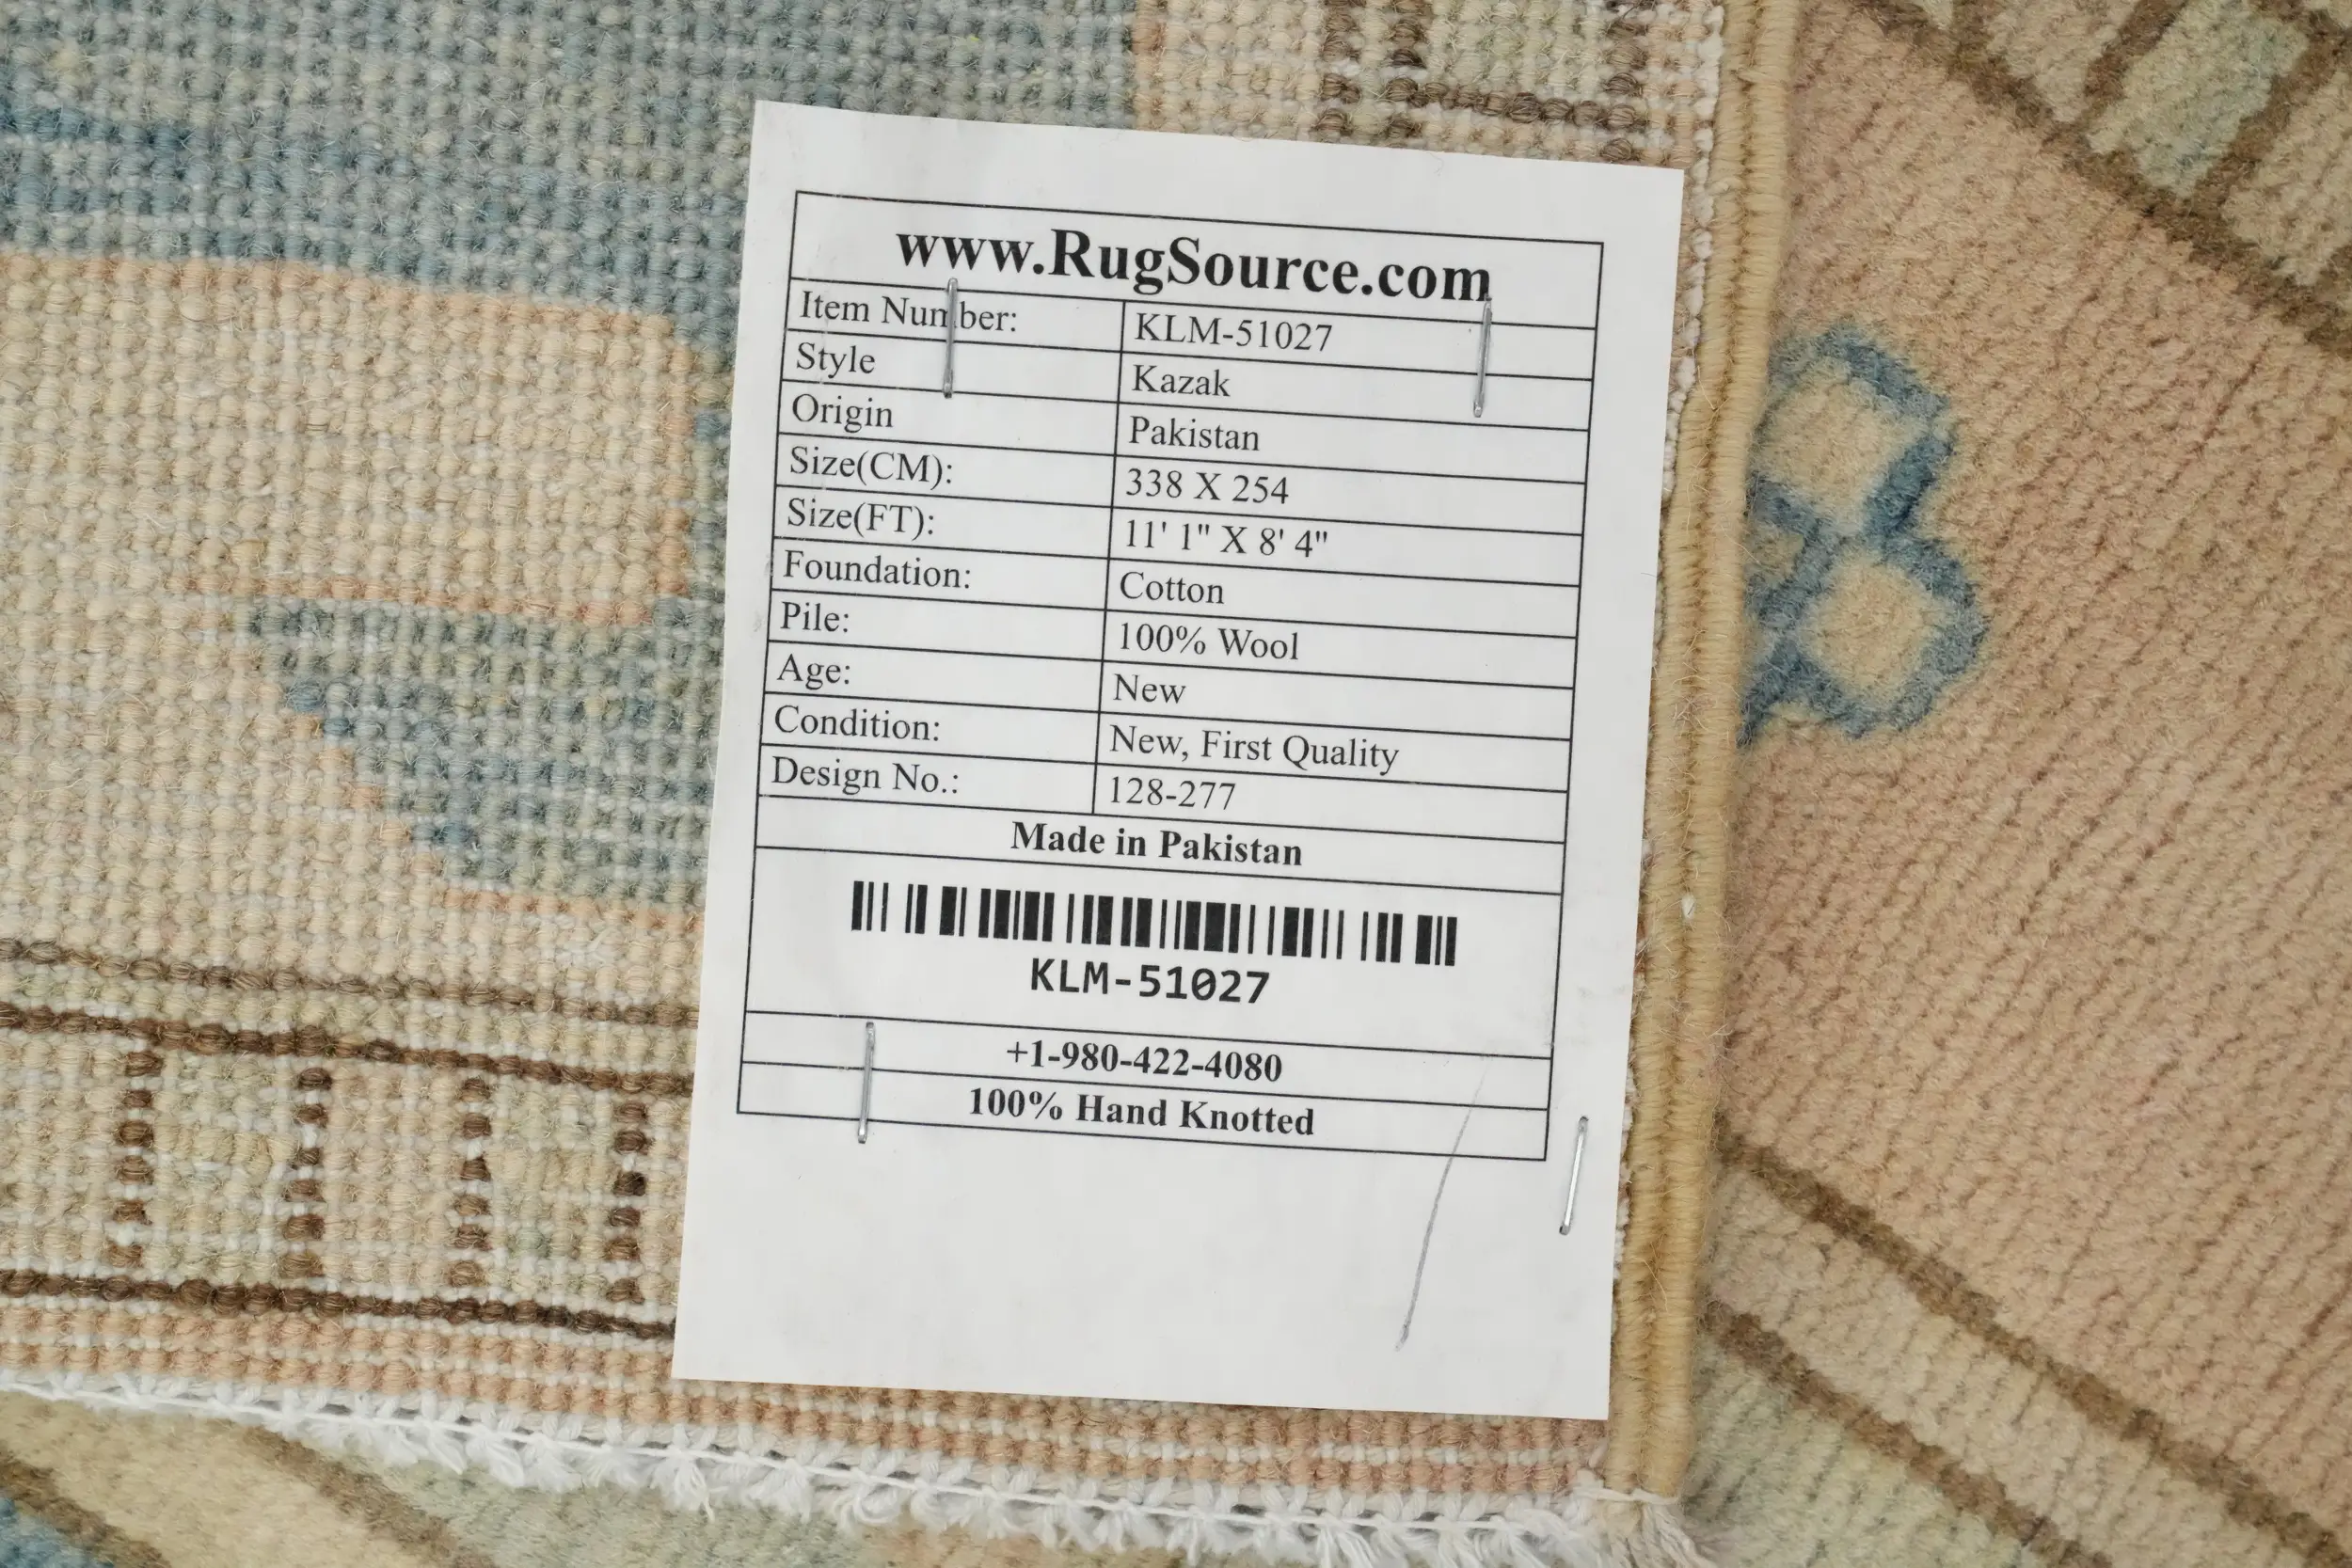 www.RugSource.com
Item Number: KLM-51027
Style Kazak
Origin Pakistan
Size(CM): 338 X 254
Size(FT): 11' 1" X 8' 4"
Foundation: Cotton
Pile: 100% Wool
Age: New
Condition: New, First Quality
Design No.: 128-277
Made in Pakistan
KLM-51027
+1-980-422-4080
100% Hand Knotted